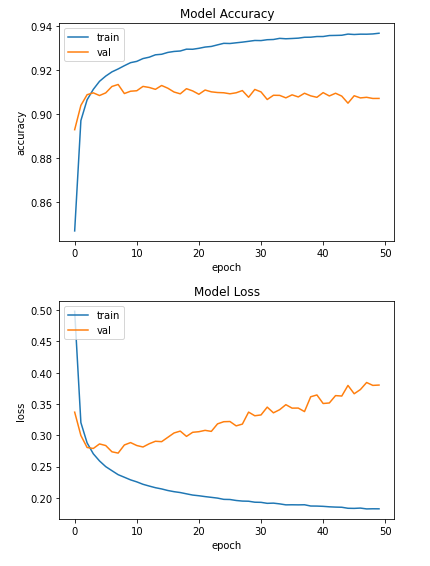 Model Accuracy
0.94
0.92
0.90
0.88
0.86
accuracy
train
val
0 10 20 30 40 50
epoch
Model Loss
0.50
0.45
0.40
0.35
0.30
0.25
0.20
loss
train
val
0 10 20 30 40 50
epoch